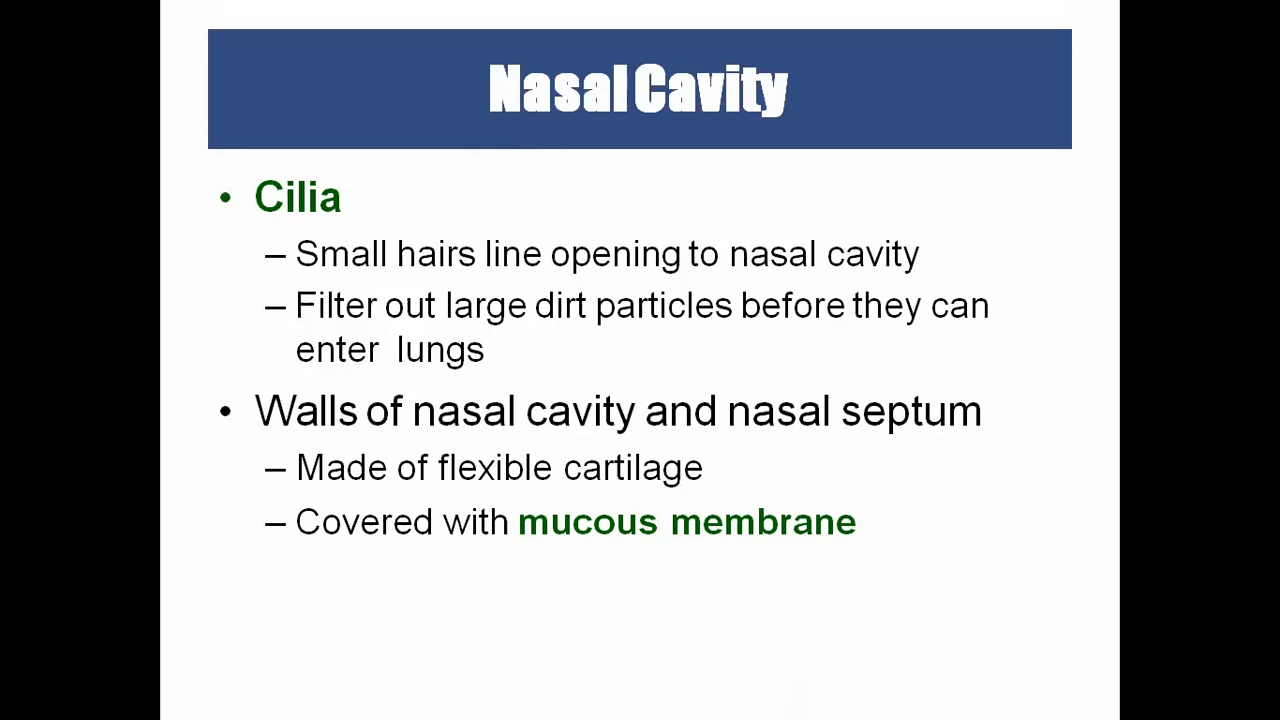 Nasal Cavity
• Cilia
– Small hairs line opening to nasal cavity
– Filter out large dirt particles before they can
enter lungs
• Walls of nasal cavity and nasal septum
– Made of flexible cartilage
– Covered with mucous membrane